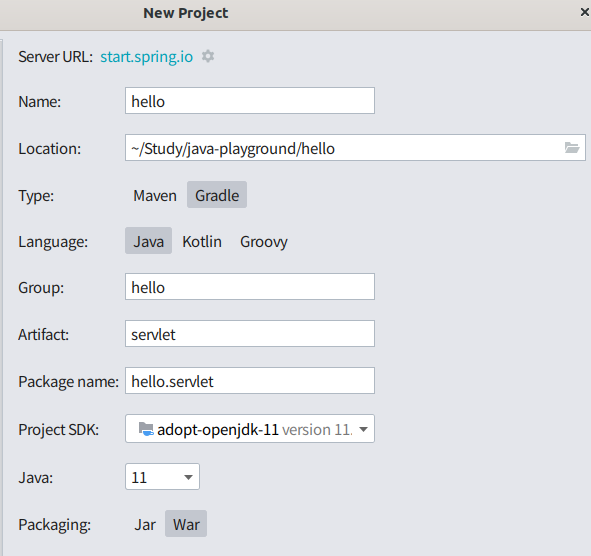 New Project
Server URL: start.spring.io
Name: hello
Location: ~/Study/java-playground/hello
Type: Maven Gradle
Language: Java Kotlin Groovy
Group: hello
Artifact: servlet
Package name: hello.servlet
Project SDK: adopt-openjdk-11 version 11.
Java: 11
Packaging: Jar War